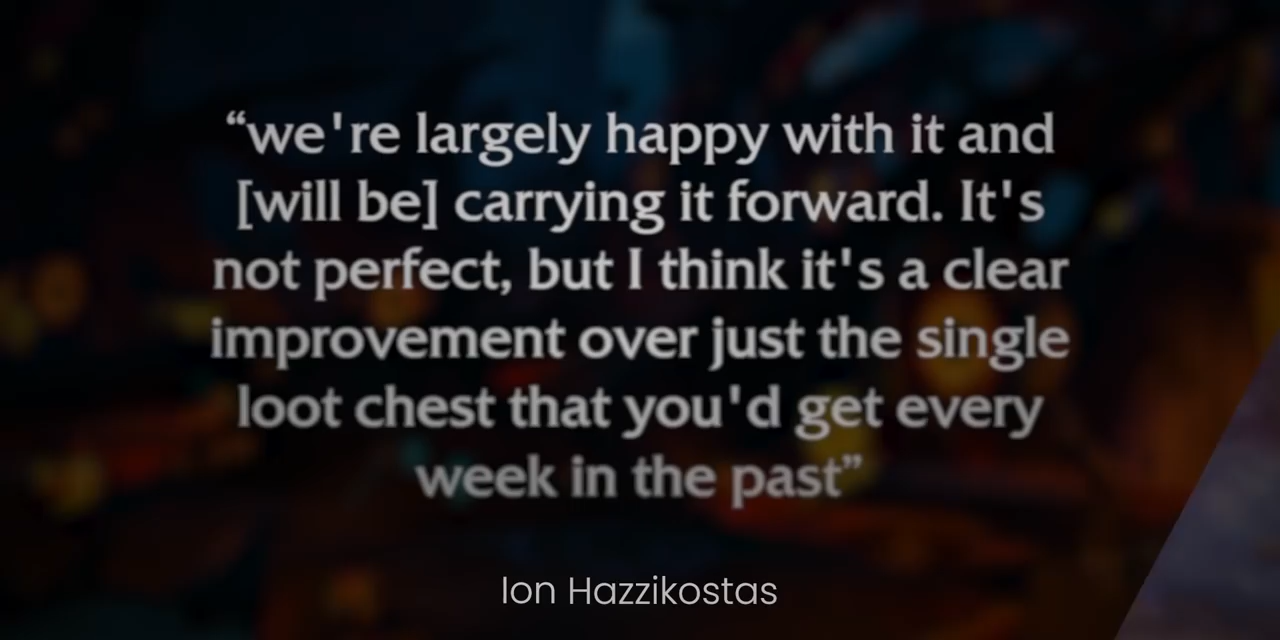 “we're largely happy with it and
[will be] carrying it forward. It's
not perfect, but I think it's a clear
improvement over just the single
loot chest that you'd get every
week in the past”
Ion Hazzikostas